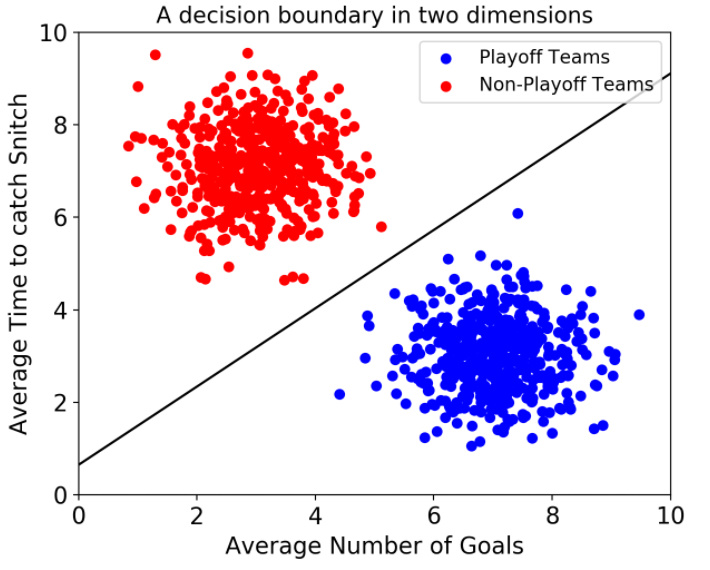 A decision boundary in two dimensions
10
8
6
4
2
0
Average Time to catch Snitch
Playoff Teams
Non-Playoff Teams
0 2 4 6 8 10
Average Number of Goals